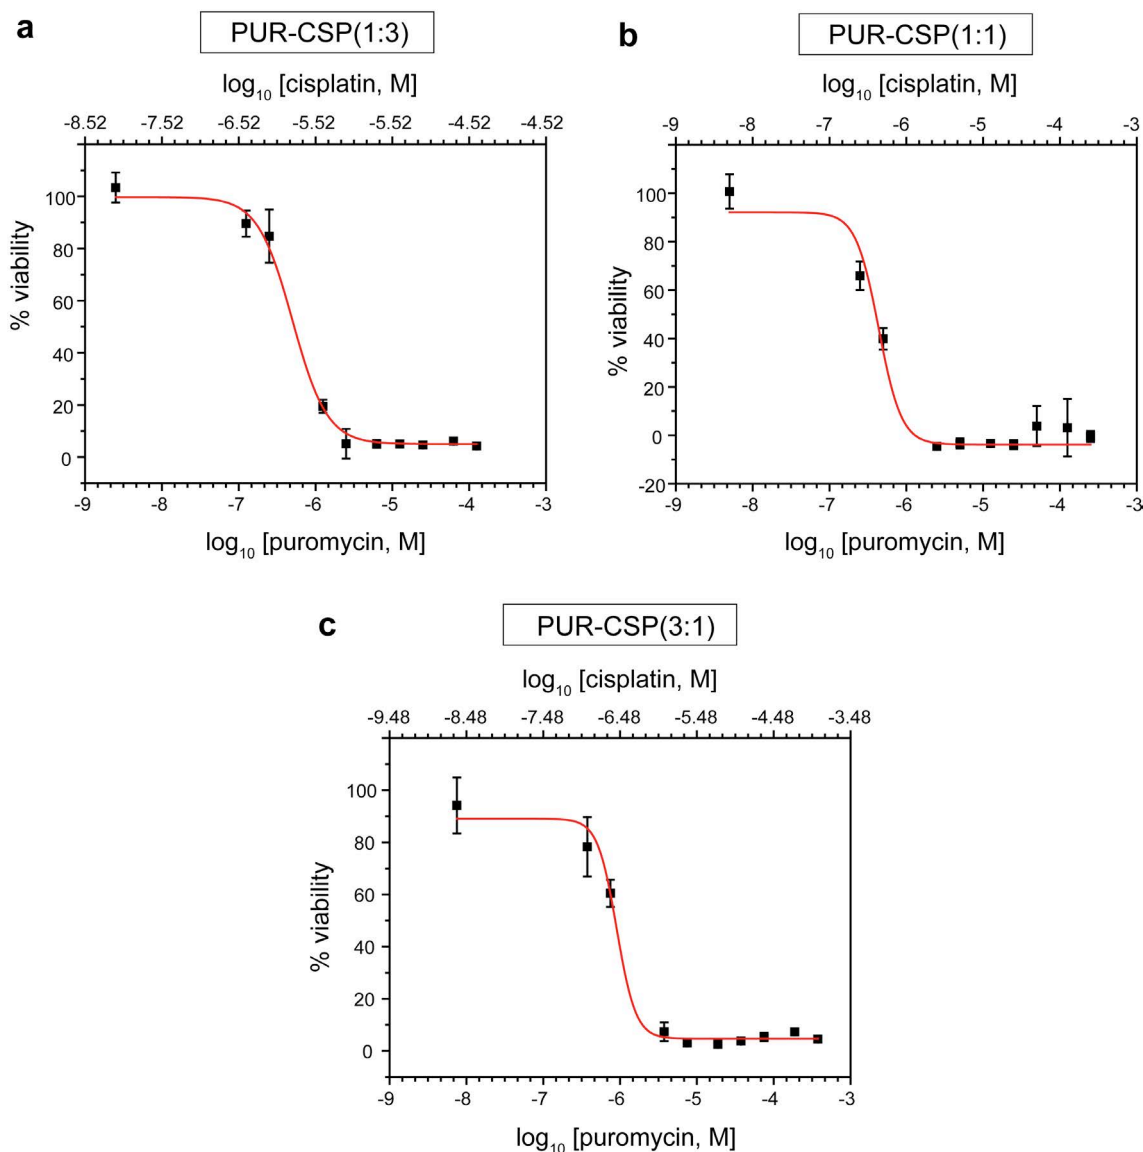 a
PUR-CSP(1:3)
log10 [cisplatin, M]
-8.52 -7.52 -6.52 -5.52 -5.52 -4.52 -4.52
% viability
100
80
60
40
20
0
-9 -8 -7 -6 -5 -4 -3
log10 [puromycin, M]
b
PUR-CSP(1:1)
log10 [cisplatin, M]
-9 -8 -7 -6 -5 -4 -3
% viability
100
80
60
40
20
0
-20
-9 -8 -7 -6 -5 -4 -3
log10 [puromycin, M]
c
PUR-CSP(3:1)
log10 [cisplatin, M]
-9.48 -8.48 -7.48 -6.48 -5.48 -4.48 -3.48
% viability
100
80
60
40
20
0
-9 -8 -7 -6 -5 -4 -3
log10 [puromycin, M]